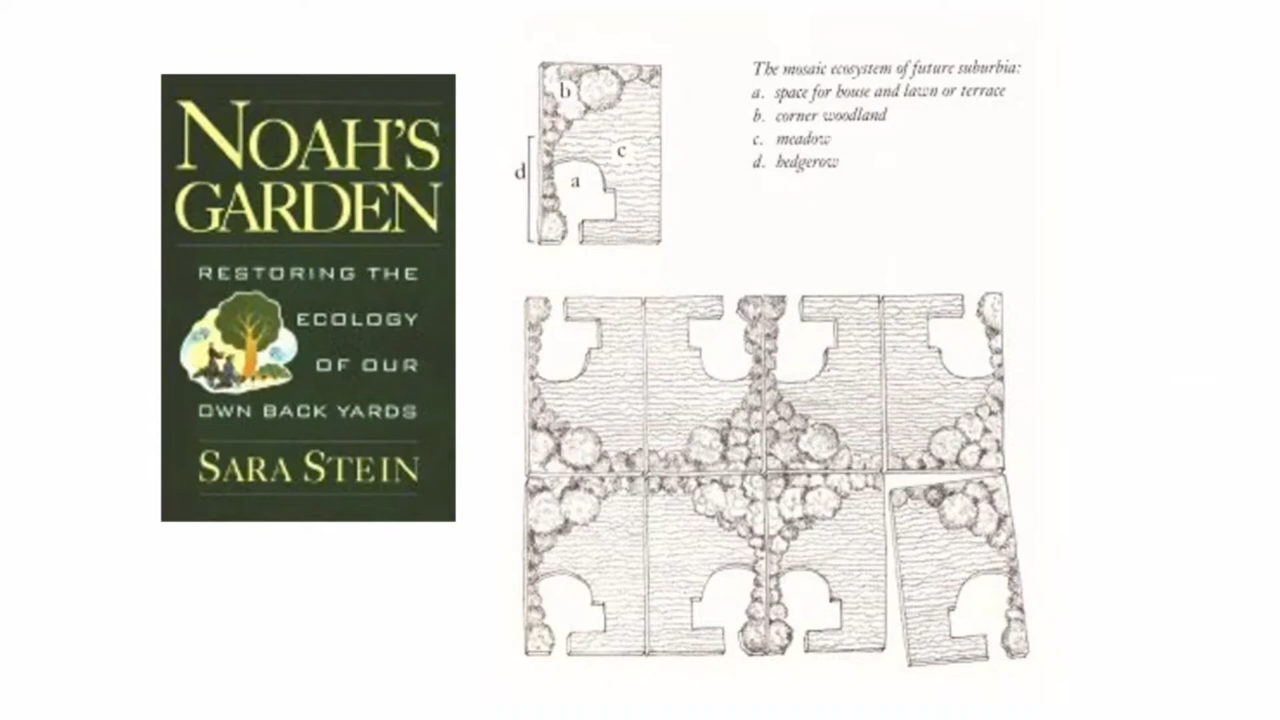 NOAH'S
GARDEN
RESTORING THE
ECOLOGY
OF OUR
OWN BACK YARDS
SARA STEIN
b
c
d
a
The mosaic ecosystem of future suburbia:
a. space for house and lawn or terrace
b. corner woodland
c. meadow
d. hedgerow